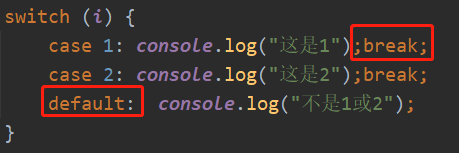 switch (i) {
case 1: console.log("这是1");break;
case 2: console.log("这是2");break;
default: console.log("不是1或2");
}